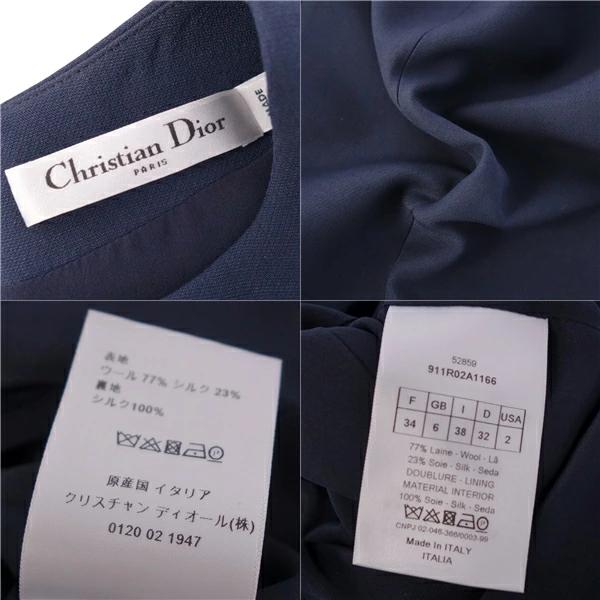 Christian Dior
PARIS
MADE
表地
ウール 77% シルク 23%
裏地
シルク100%
原産国 イタリア
クリスチャン ディオール(株)
0120 02 1947
52859
911R02A1166
F GB I D USA
34 6 38 32 2
77% Laine - Wool - Lã
23% Soie - Silk - Seda
DOUBLURE - LINING
MATERIAL INTERIOR
100% Soie - Silk - Seda
CNPJ 02-046-366/0003-99
Made In ITALY
ITALIA